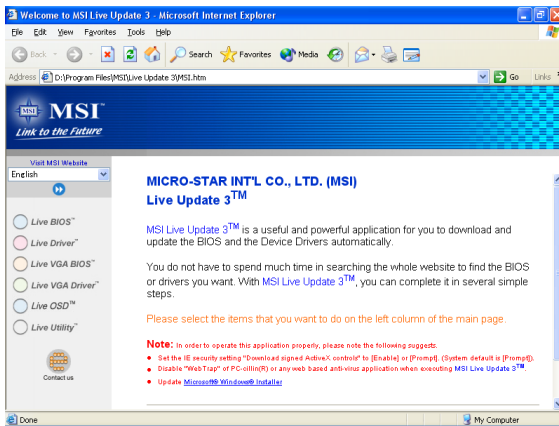 Welcome to MSI Live Update 3 - Microsoft Internet Explorer
File Edit View Favorites Tools Help
Back Search Favorites Media
Address D:\Program Files\MSI\Live Update 3\MSI.htm Go Links
MSI™
Link to the Future
Visit MSI Website
English
Live BIOS™
Live Driver™
Live VGA BIOS™
Live VGA Driver™
Live OSD™
Live Utility™
Contact us
MICRO-STAR INT'L CO., LTD. (MSI)
Live Update 3TM
MSI Live Update 3TM is a useful and powerful application for you to download and
update the BIOS and the Device Drivers automatically.
You do not have to spend much time in searching the whole website to find the BIOS
or drivers you want. With MSI Live Update 3TM, you can complete it in several simple
steps.
Please select the items that you want to do on the left column of the main page.
Note: In order to operate this application properly, please note the following suggests.
Set the IE security setting "Download signed ActiveX controls" to [Enable] or [Prompt]. (System default is [Prompt]).
Disable "WebTrap" of PC-cillin(R) or any web based anti-virus application when executing MSI Live Update 3TM.
Update Microsoft® Windows® Installer
Done My Computer